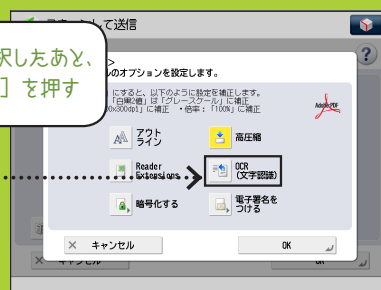 して送信
択したあと、
］を押す
>
のオプションを設定します。
にすると、以下のように設定を補正します。
「白黒2値」は「グレースケール」に補正
00x300dpi」に補正 ・倍率：「100%」に補正
Adobe PDF
アウト
ライン
高圧縮
Reader
Extensions
OCR
(文字認識)
暗号化する
電子署名を
つける
キャンセル
OK